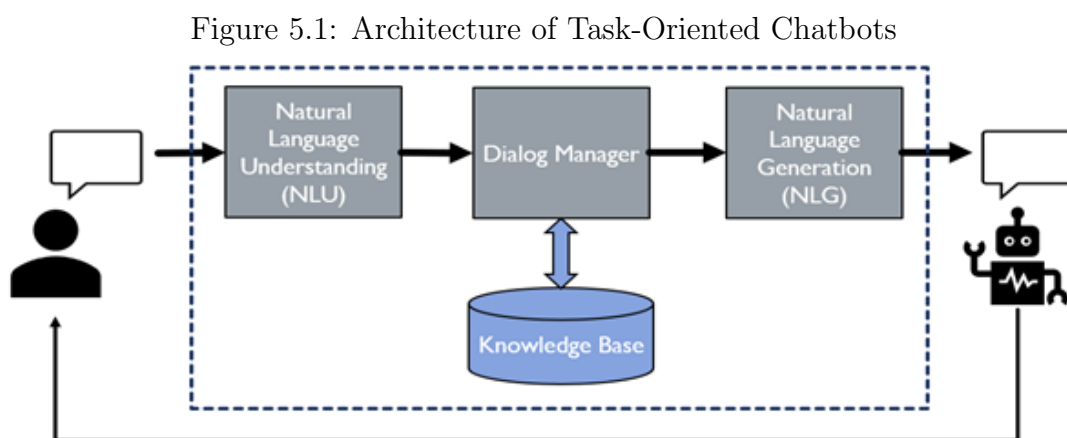 Figure 5.1: Architecture of Task-Oriented Chatbots
Natural
Language
Understanding
(NLU)
Dialog Manager
Natural
Language
Generation
(NLG)
Knowledge Base